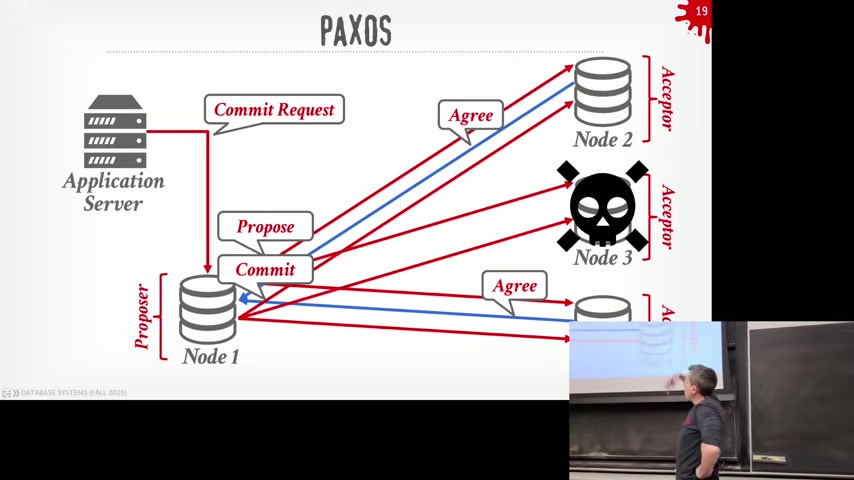 19
PAXOS
Commit Request
Agree
Acceptor
Node 2
Application
Server
Propose
Acceptor
Node 3
Commit
Agree
Proposer
Node 1
DATABASE SYSTEMS (FALL 2025)